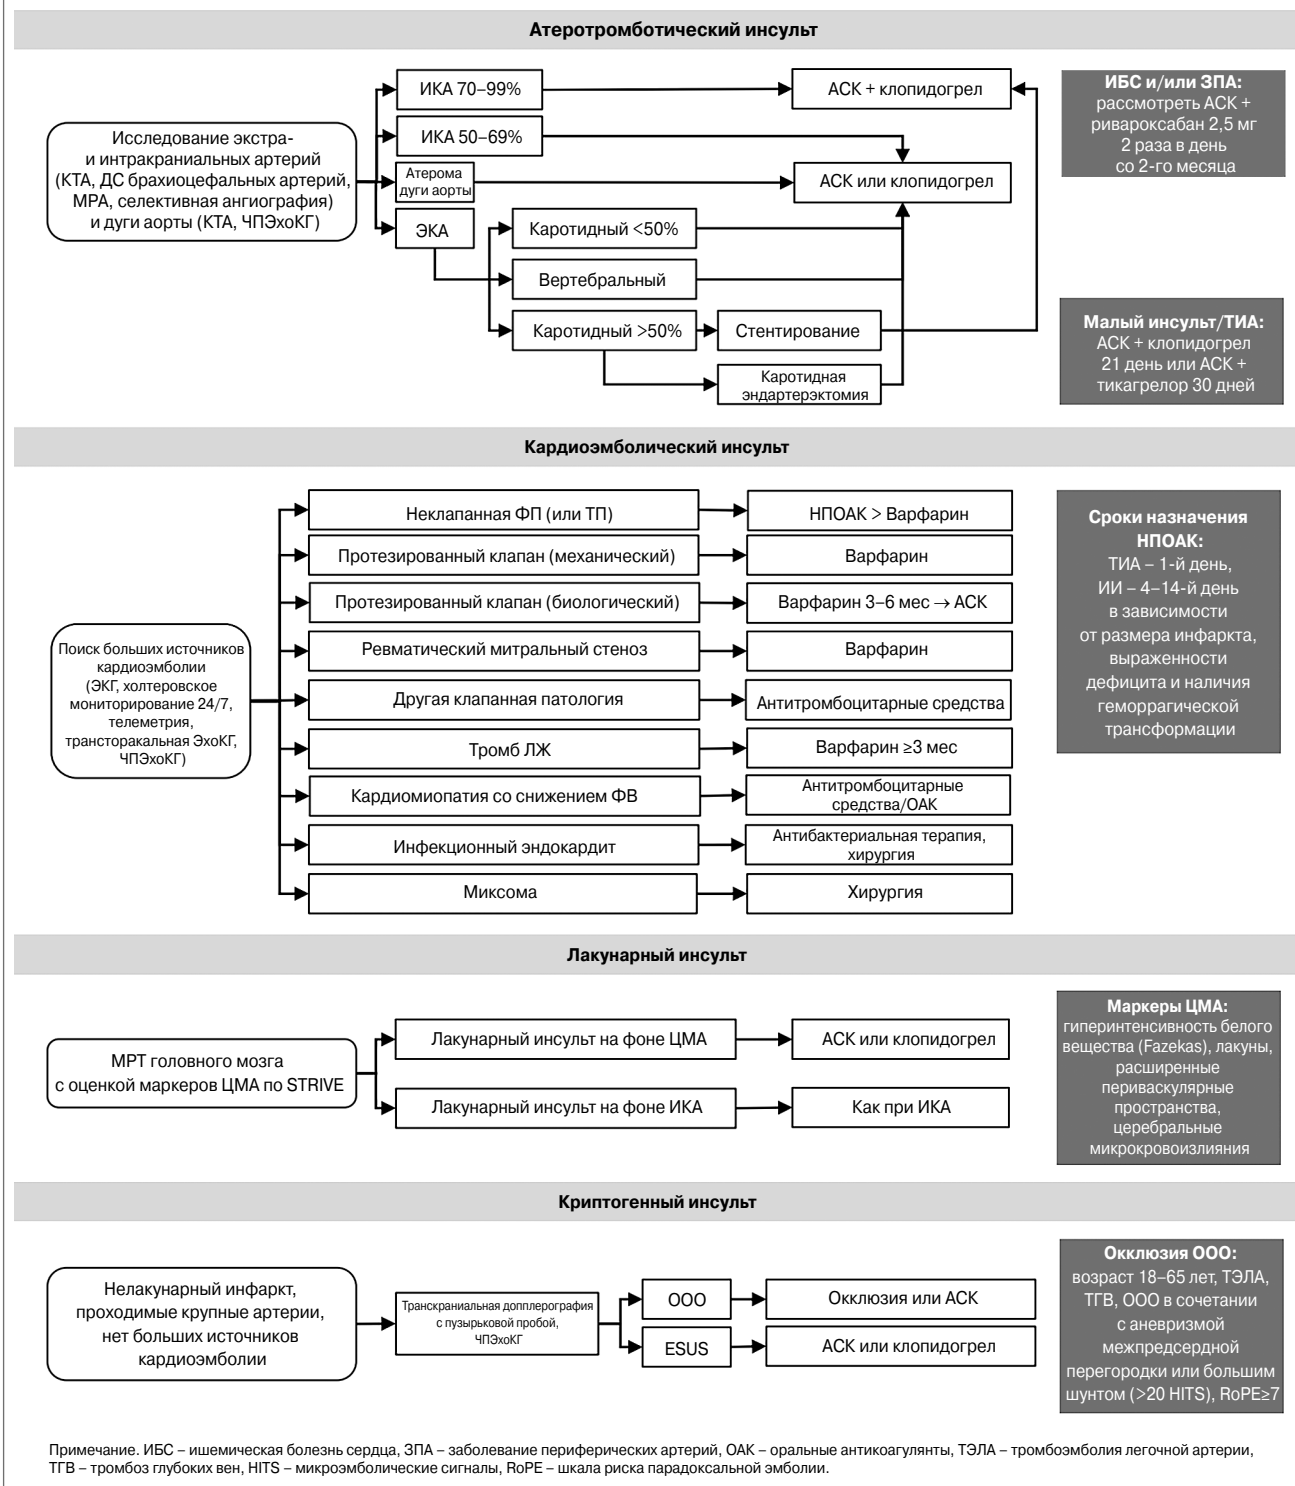 Атеротромботический инсульт
Исследование экстра-
и интракраниальных артерий
(КТА, ДС брахиоцефальных артерий,
МРА, селективная ангиография)
и дуги аорты (КТА, ЧПЭхоКГ)
ИКА 70–99%
АСК + клопидогрел
ИКА 50–69%
Атерома
дуги аорты
АСК или клопидогрел
ЭКА
Каротидный <50%
Вертебральный
Каротидный >50%
Стентирование
Каротидная
эндартерэктомия
ИБС и/или ЗПА:
рассмотреть АСК +
ривароксабан 2,5 мг
2 раза в день
со 2-го месяца
Малый инсульт/ТИА:
АСК + клопидогрел
21 день или АСК +
тикагрелор 30 дней
Кардиоэмболический инсульт
Поиск больших источников
кардиоэмболии
(ЭКГ, холтеровское
мониторирование 24/7,
телеметрия,
трансторакальная ЭхоКГ,
ЧПЭхоКГ)
Неклапанная ФП (или ТП)
НПОАК > Варфарин
Протезированный клапан (механический)
Варфарин
Протезированный клапан (биологический)
Варфарин 3–6 мес → АСК
Ревматический митральный стеноз
Варфарин
Другая клапанная патология
Антитромбоцитарные средства
Тромб ЛЖ
Варфарин ≥3 мес
Кардиомиопатия со снижением ФВ
Антитромбоцитарные
средства/ОАК
Инфекционный эндокардит
Антибактериальная терапия,
хирургия
Миксома
Хирургия
Сроки назначения
НПОАК:
ТИА – 1-й день,
ИИ – 4–14-й день
в зависимости
от размера инфаркта,
выраженности
дефицита и наличия
геморрагической
трансформации
Лакунарный инсульт
МРТ головного мозга
с оценкой маркеров ЦМА по STRIVE
Лакунарный инсульт на фоне ЦМА
АСК или клопидогрел
Лакунарный инсульт на фоне ИКА
Как при ИКА
Маркеры ЦМА:
гиперинтенсивность белого
вещества (Fazekas), лакуны,
расширенные
периваскулярные
пространства,
церебральные
микрокровоизлияния
Криптогенный инсульт
Нелакунарный инфаркт,
проходимые крупные артерии,
нет больших источников
кардиоэмболии
Транскраниальная допплерография
с пузырьковой пробой,
ЧПЭхоКГ
ООО
Окклюзия или АСК
ESUS
АСК или клопидогрел
Окклюзия ООО:
возраст 18–65 лет, ТЭЛА,
ТГВ, ООО в сочетании
с аневризмой
межпредсердной
перегородки или большим
шунтом (>20 HITS), RoPE≥7
Примечание. ИБС – ишемическая болезнь сердца, ЗПА – заболевание периферических артерий, ОАК – оральные антикоагулянты, ТЭЛА – тромбоэмболия легочной артерии,
ТГВ – тромбоз глубоких вен, HITS – микроэмболические сигналы, RoPE – шкала риска парадоксальной эмболии.